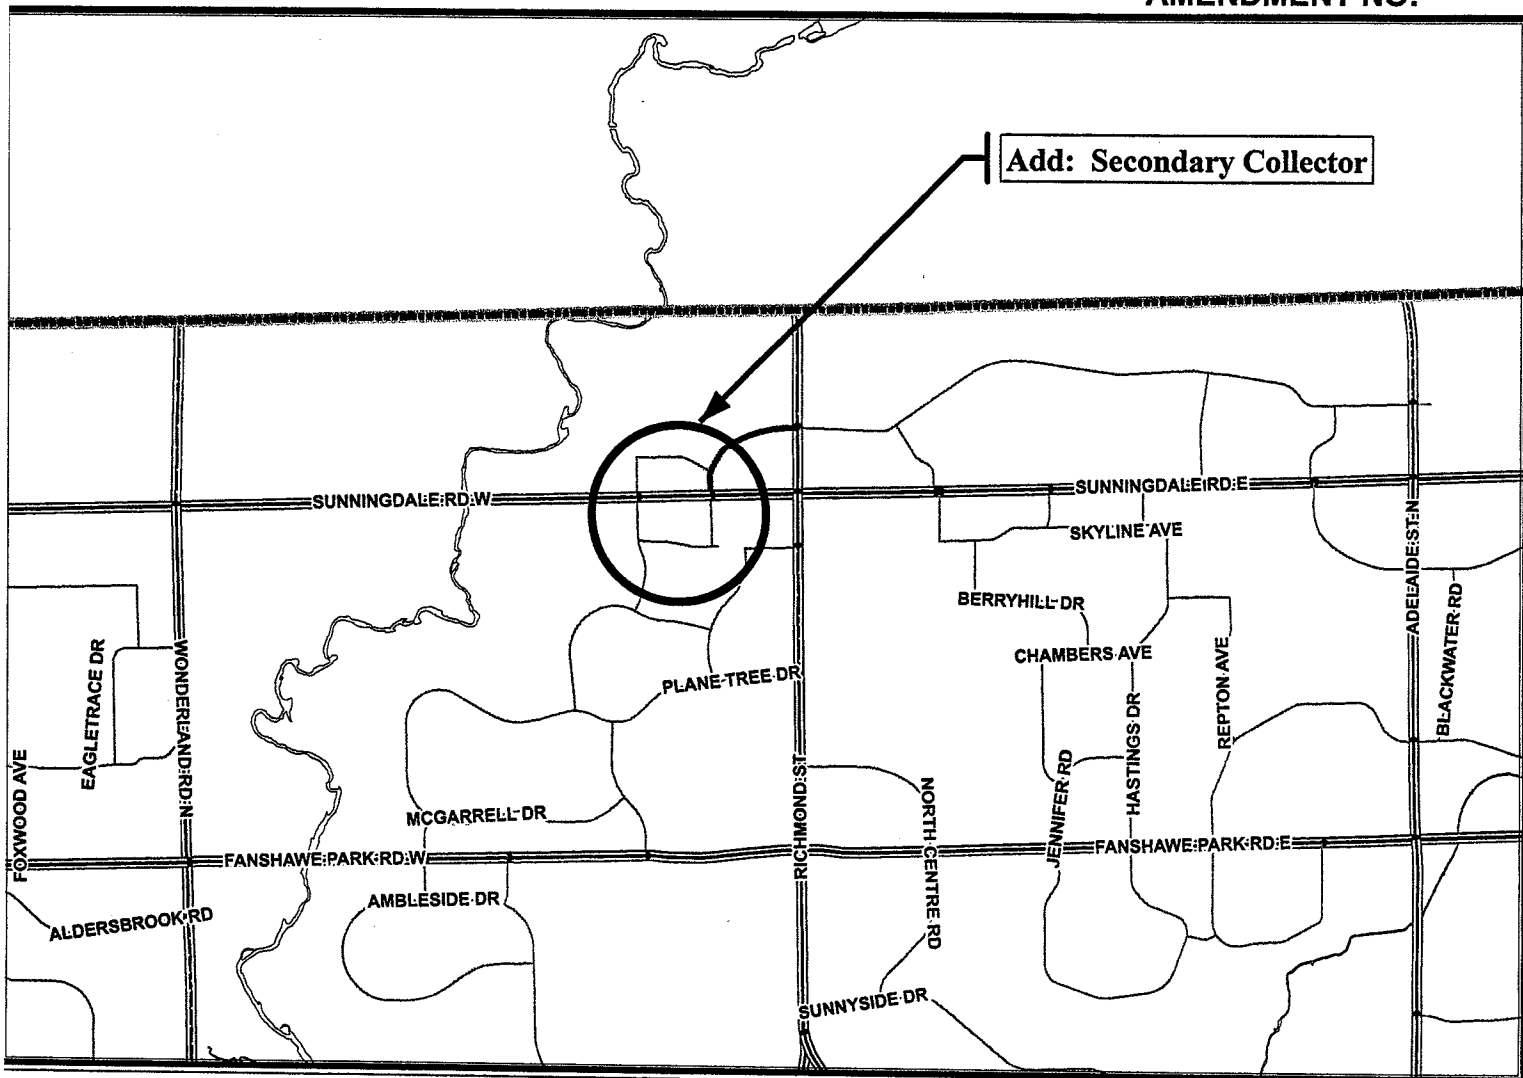 AMENDMENT NO.
Add: Secondary Collector
SUNNINGDALE RD W
SUNNINGDALE RD E
SKYLINE AVE
BERRYHILL DR
CHAMBERS AVE
PLANE TREE DR
EAGLETRACE DR
WONDERLAND RD N
FOXWOOD AVE
MCGARRELL DR
RICHMOND ST
NORTH CENTRE RD
JENNIFER RD
HASTINGS DR
REPTON AVE
ADELAIDE ST N
BLACKWATER RD
FANSHAWE PARK RD W
FANSHAWE PARK RD E
AMBLESIDE DR
ALDERSBROOK RD
SUNNYSIDE DR